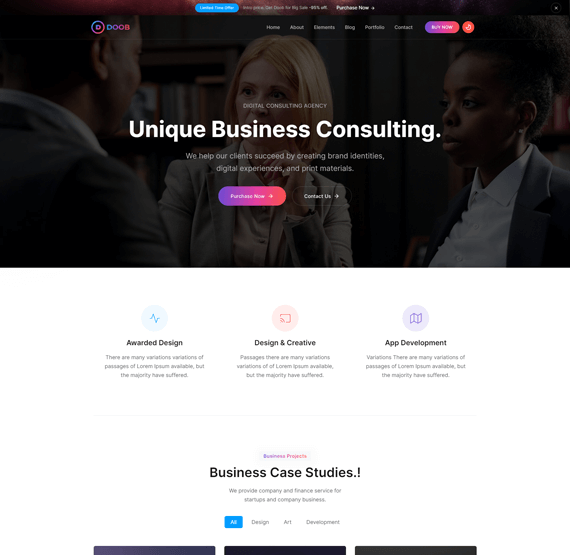 Limited Time Offer Intro price. Get Doob for Big Sale -95% off. Purchase Now
DOOB Home About Elements Blog Portfolio Contact BUY NOW
DIGITAL CONSULTING AGENCY
Unique Business Consulting.
We help our clients succeed by creating brand identities,
digital experiences, and print materials.
Purchase Now Contact Us
Awarded Design
There are many variations variations of
passages of Lorem Ipsum available, but
the majority have suffered.
Design & Creative
Passages there are many variations
variations of of Lorem Ipsum available,
but the majority have suffered.
App Development
Variations There are many variations of
passages of Lorem Ipsum available, but
the majority have suffered.
Business Projects
Business Case Studies.!
We provide company and finance service for
startups and company business.
All Design Art Development